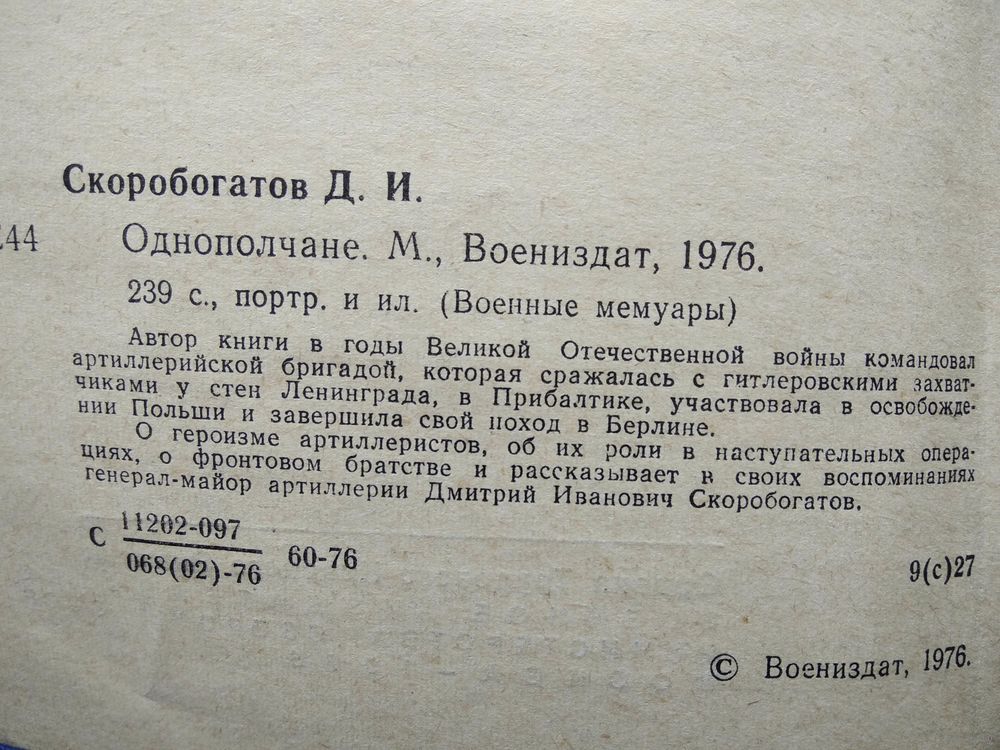 Скоробогатов Д. И.
44 Однополчане. М., Воениздат, 1976.
239 с., портр. и ил. (Военные мемуары)
Автор книги в годы Великой Отечественной войны командовал
артиллерийской бригадой, которая сражалась с гитлеровскими захват-
чиками у стен Ленинграда, в Прибалтике, участвовала в освобожде-
нии Польши и завершила свой поход в Берлине.
О героизме артиллеристов, об их роли в наступательных опера-
циях, о фронтовом братстве и рассказывает в своих воспоминаниях
генерал-майор артиллерии Дмитрий Иванович Скоробогатов.
С 11202-097
068(02)-76 60-76
9(с)27
© Воениздат, 1976.